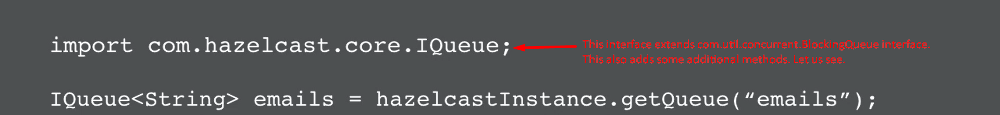 import com.hazelcast.core.IQueue;
This interface extends com.util.concurrent.BlockingQueue interface.
This also adds some additional methods. Let us see.
IQueue<String> emails = hazelcastInstance.getQueue(“emails”);